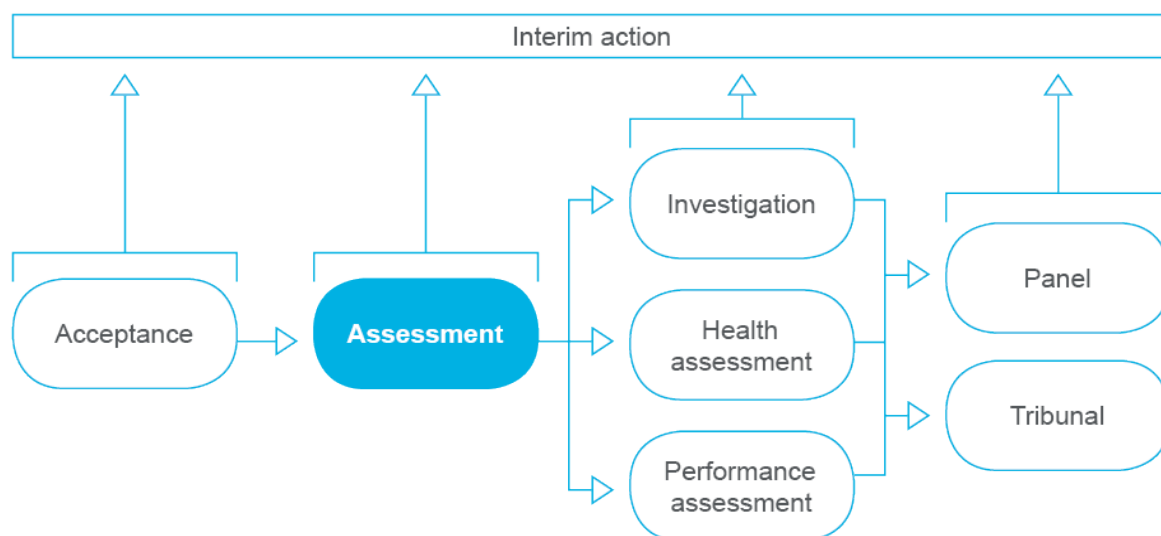 Interim action
Acceptance
Assessment
Investigation
Health
assessment
Performance
assessment
Panel
Tribunal